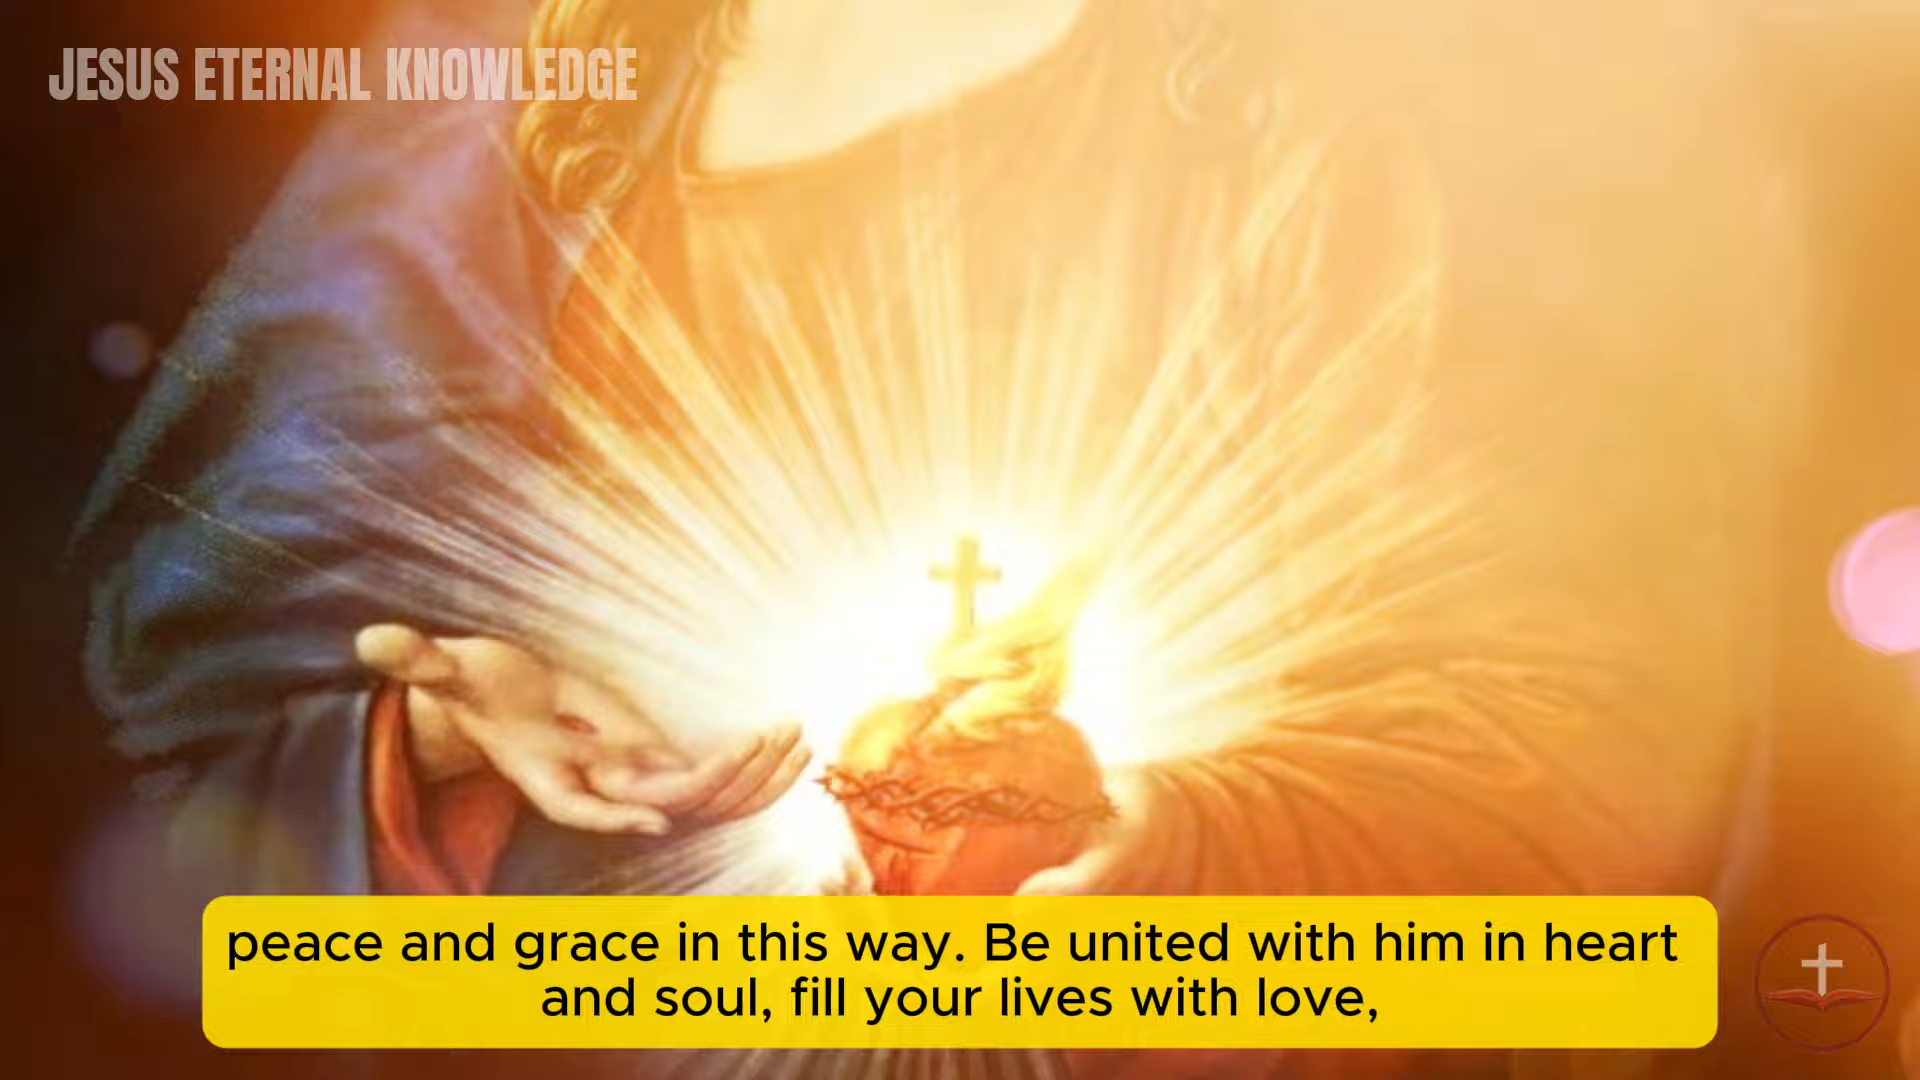 JESUS ETERNAL KNOWLEDGE
peace and grace in this way. Be united with him in heart
and soul, fill your lives with love,